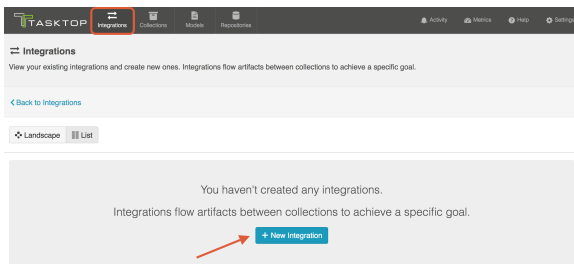 TASKTOP
Integrations
Collections
Models
Repositories
Activity
Metrics
Help
Settings
Integrations
View your existing integrations and create new ones. Integrations flow artifacts between collections to achieve a specific goal.
Back to Integrations
Landscape
List
You haven't created any integrations.
Integrations flow artifacts between collections to achieve a specific goal.
+ New Integration